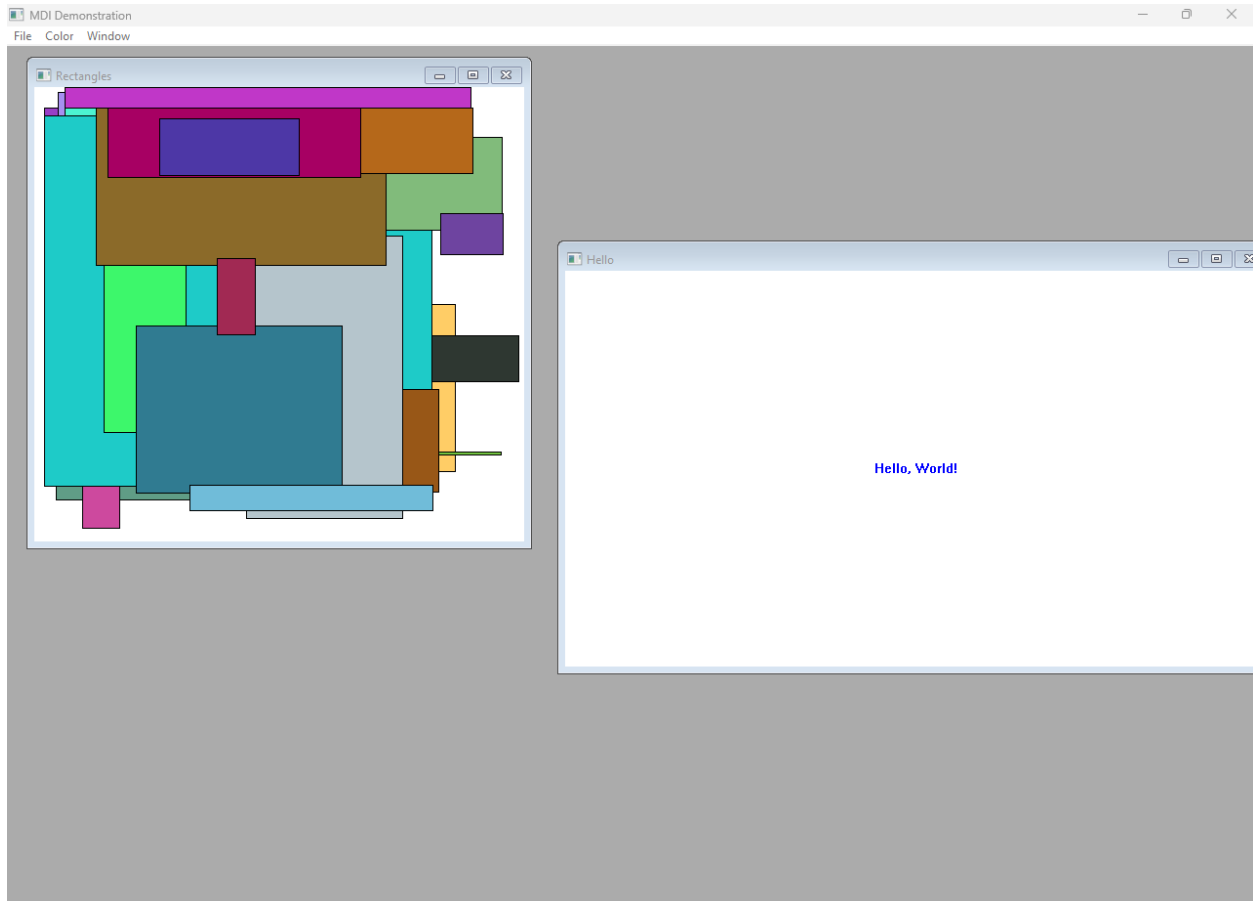 MDI Demonstration
File Color Window
Rectangles
Hello
Hello, World!